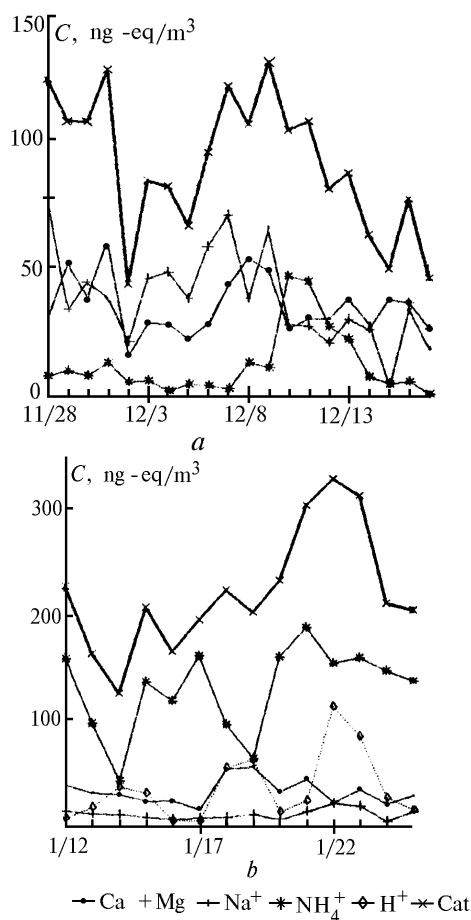 150
C, ng -eq/m³
100
50
0
11/28 12/3 12/8 12/13
a
C, ng -eq/m³
300
200
100
1/12 1/17 1/22
b
Ca +Mg Na⁺ NH₄⁺ H⁺ Cat